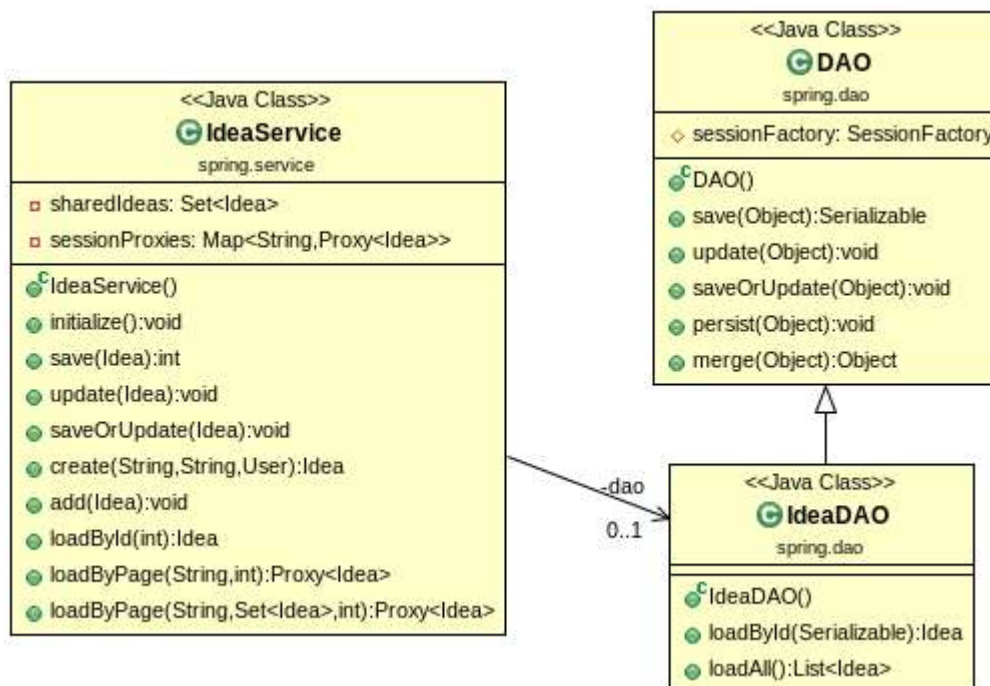 <<Java Class>>
IdeaService
spring.service
sharedIdeas: Set<Idea>
sessionProxies: Map<String,Proxy<Idea>>
IdeaService()
initialize():void
save(Idea):int
update(Idea):void
saveOrUpdate(Idea):void
create(String,String,User):Idea
add(Idea):void
loadById(int):Idea
loadByPage(String,int):Proxy<Idea>
loadByPage(String,Set<Idea>,int):Proxy<Idea>
-dao
0..1
<<Java Class>>
DAO
spring.dao
sessionFactory: SessionFactory
DAO()
save(Object):Serializable
update(Object):void
saveOrUpdate(Object):void
persist(Object):void
merge(Object):Object
<<Java Class>>
IdeaDAO
spring.dao
IdeaDAO()
loadById(Serializable):Idea
loadAll():List<Idea>